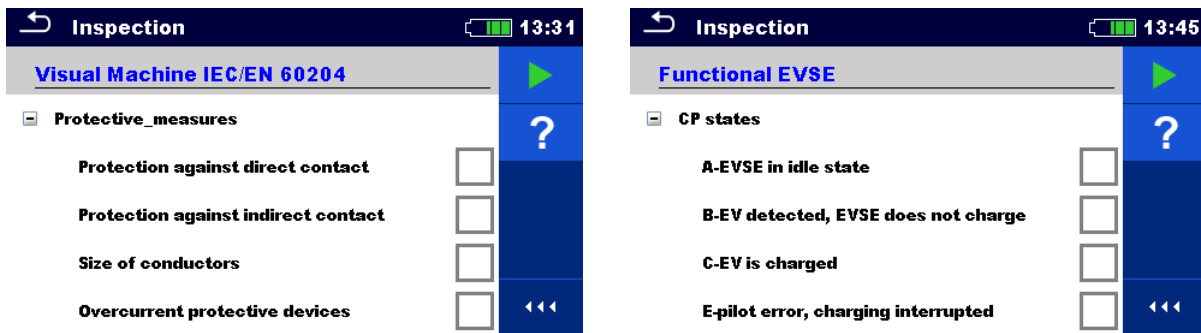 Inspection 13:31
Visual Machine IEC/EN 60204
Protective_measures
?
Protection against direct contact
Protection against indirect contact
Size of conductors
Overcurrent protective devices
Inspection 13:45
Functional EVSE
CP states
?
A-EVSE in idle state
B-EV detected, EVSE does not charge
C-EV is charged
E-pilot error, charging interrupted